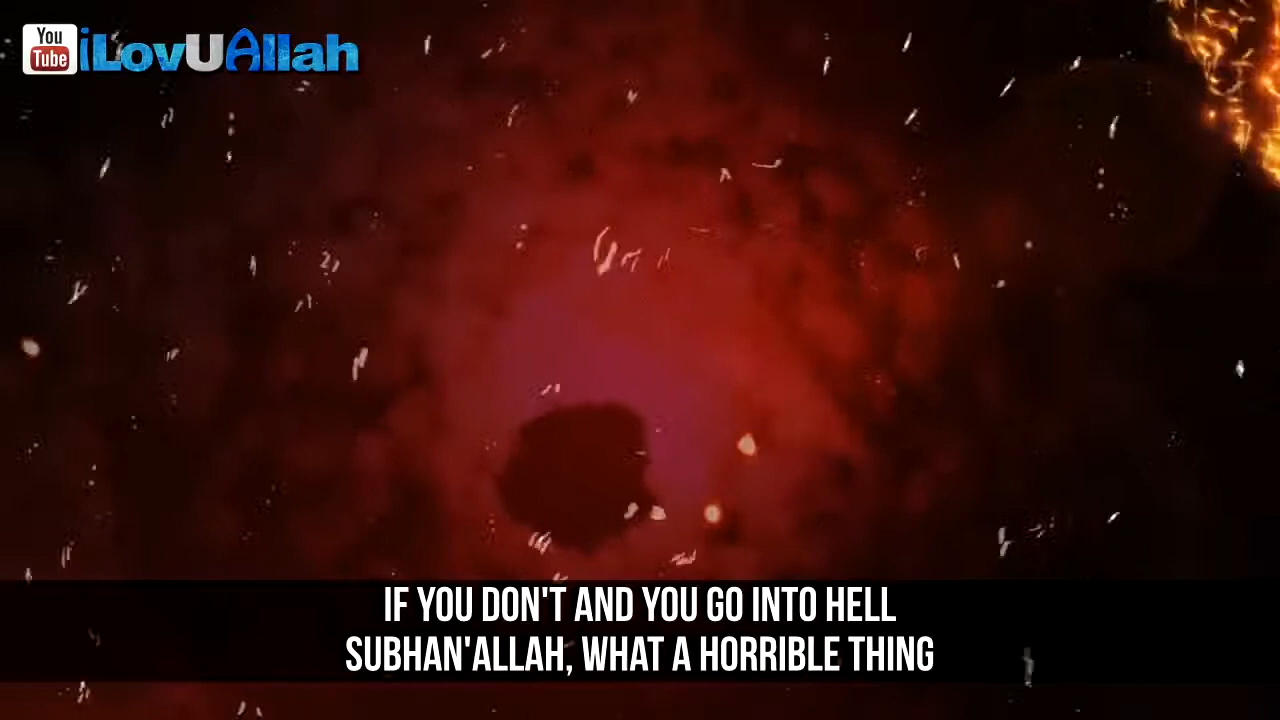 You
Tube
iLovUAllah
IF YOU DON'T AND YOU GO INTO HELL
SUBHAN'ALLAH, WHAT A HORRIBLE THING